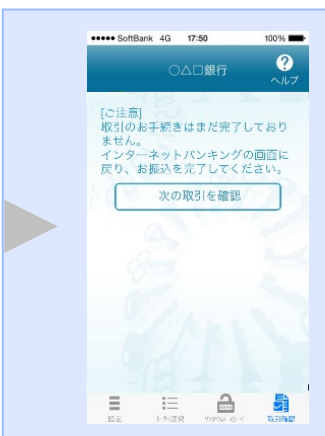 ●●●●● SoftBank 4G 17:50 100%
○△□銀行
?
ヘルプ
[ご注意]
取引のお手続きはまだ完了しており
ません。
インターネットバンキングの画面に
戻り、お振込を完了してください。
次の取引を確認
設定
取引確認